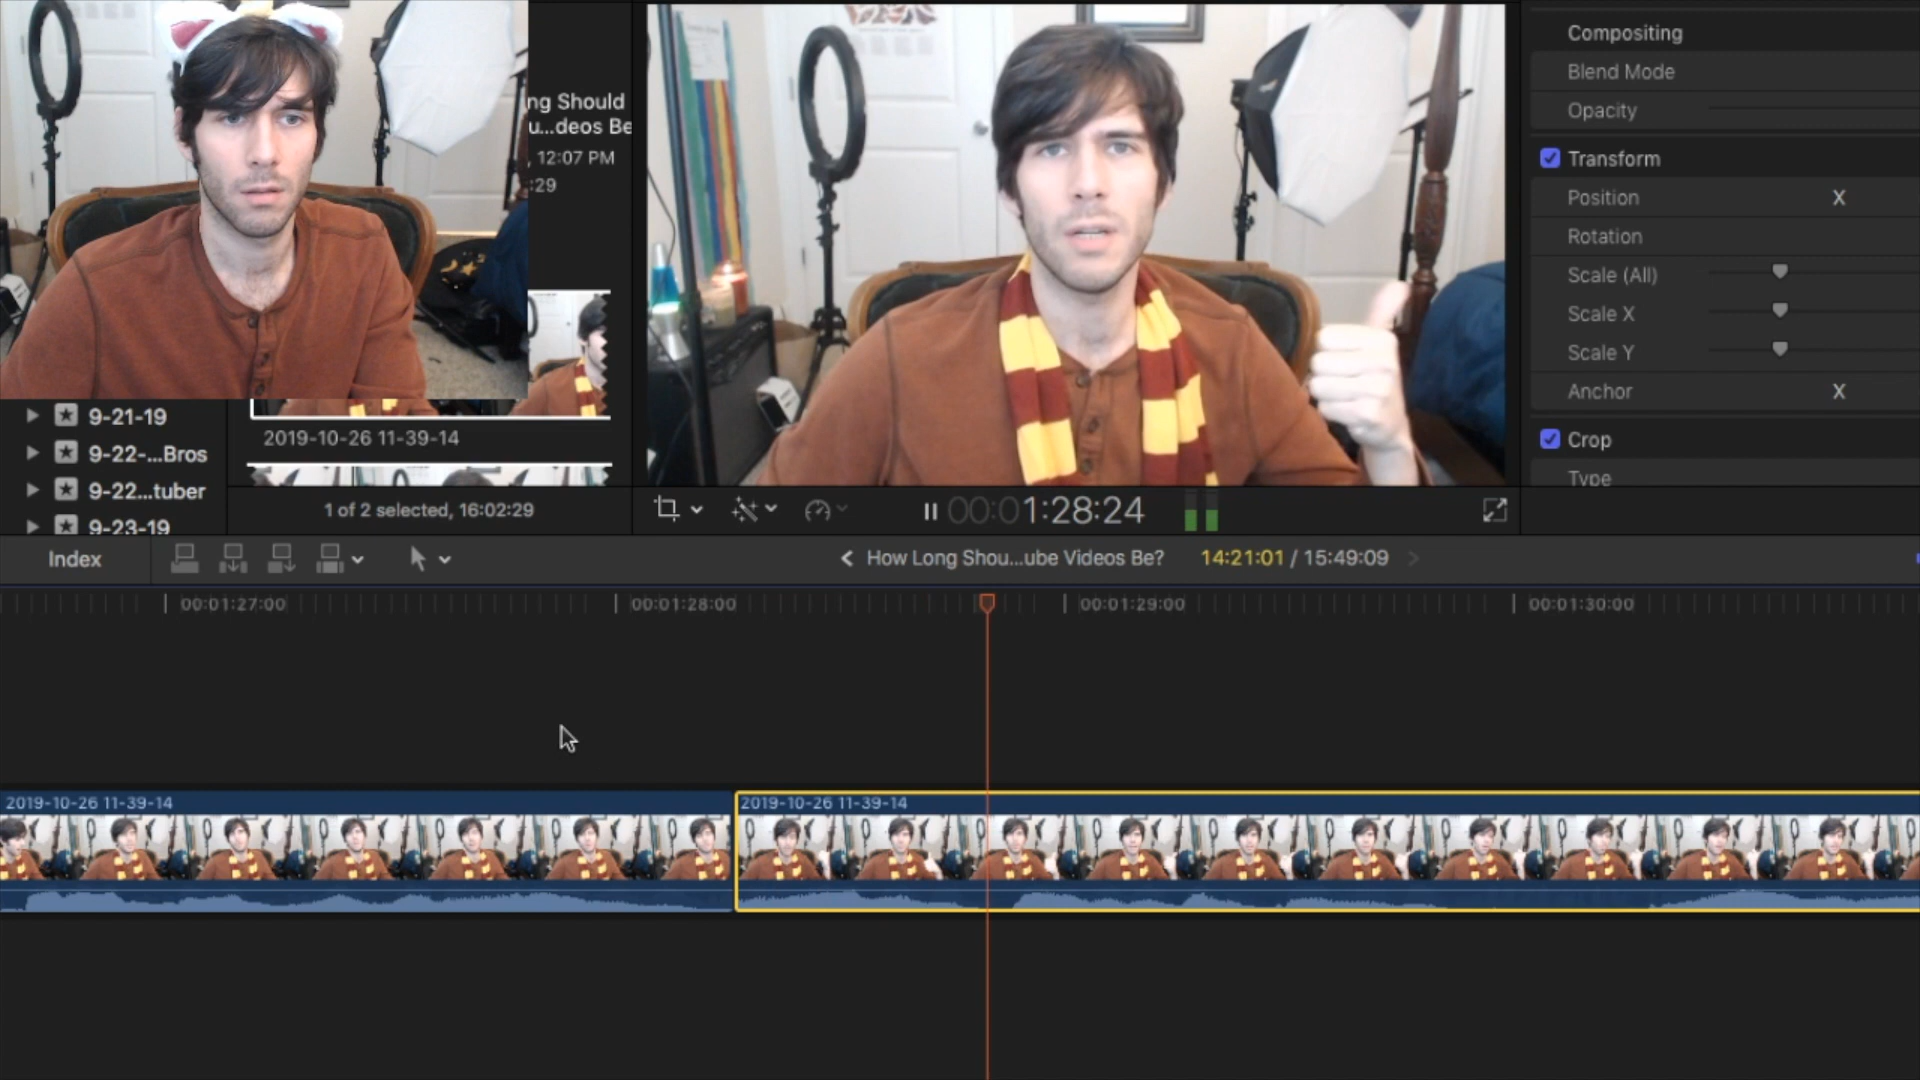 ng Should
u...deos Be
, 12:07 PM
:29
9-21-19
9-22-...Bros
9-22...tuber
9-23-19
2019-10-26 11-39-14
1 of 2 selected, 16:02:29
00:01:28:24
Compositing
Blend Mode
Opacity
Transform
Position X
Rotation
Scale (All)
Scale X
Scale Y
Anchor X
Crop
Type
Index
How Long Shou...ube Videos Be? 14:21:01 / 15:49:09
00:01:27:00 00:01:28:00 00:01:29:00 00:01:30:00
2019-10-26 11-39-14
2019-10-26 11-39-14